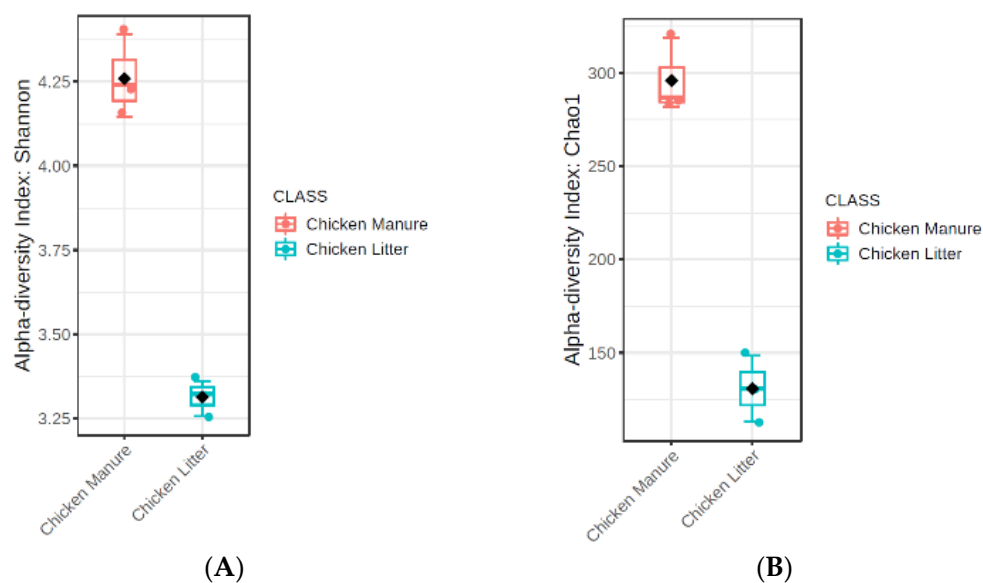 Alpha-diversity Index: Shannon
4.25
4.00
3.75
3.50
3.25
Chicken Manure
Chicken Litter
CLASS
Chicken Manure
Chicken Litter
(A)
Alpha-diversity Index: Chao1
300
250
200
150
Chicken Manure
Chicken Litter
CLASS
Chicken Manure
Chicken Litter
(B)